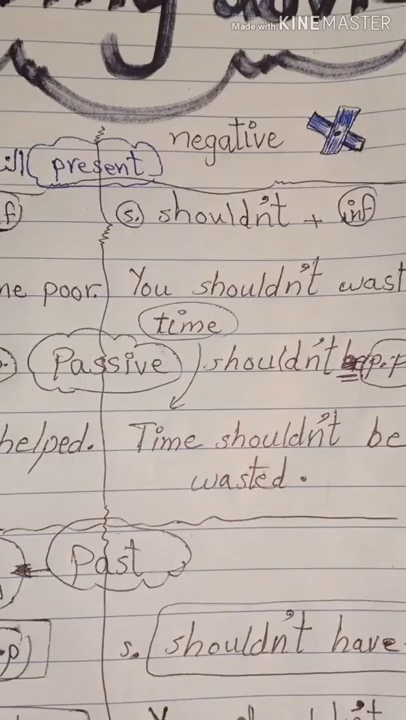 Made with KINEMASTER
negative
present
f
s. shouldn't + inf
poor. You shouldn't wast
time
Passive shouldn't be p.p
helped. Time shouldn't be
wasted.
Past
p) s. shouldn't have